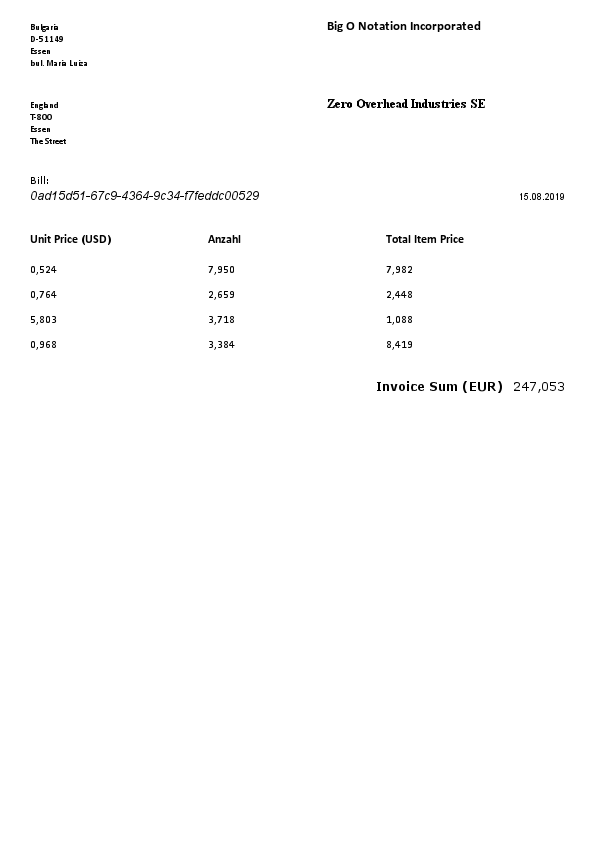 Bulgaria
D-51149
Essen
bul. Maria Luiza
Big O Notation Incorporated
England
T-800
Essen
The Street
Zero Overhead Industries SE
Bill:
0ad15d51-67c9-4364-9c34-f7feddc00529
15.08.2019
Unit Price (USD) Anzahl Total Item Price
0,524 7,950 7,982
0,764 2,659 2,448
5,803 3,718 1,088
0,968 3,384 8,419
Invoice Sum (EUR) 247,053